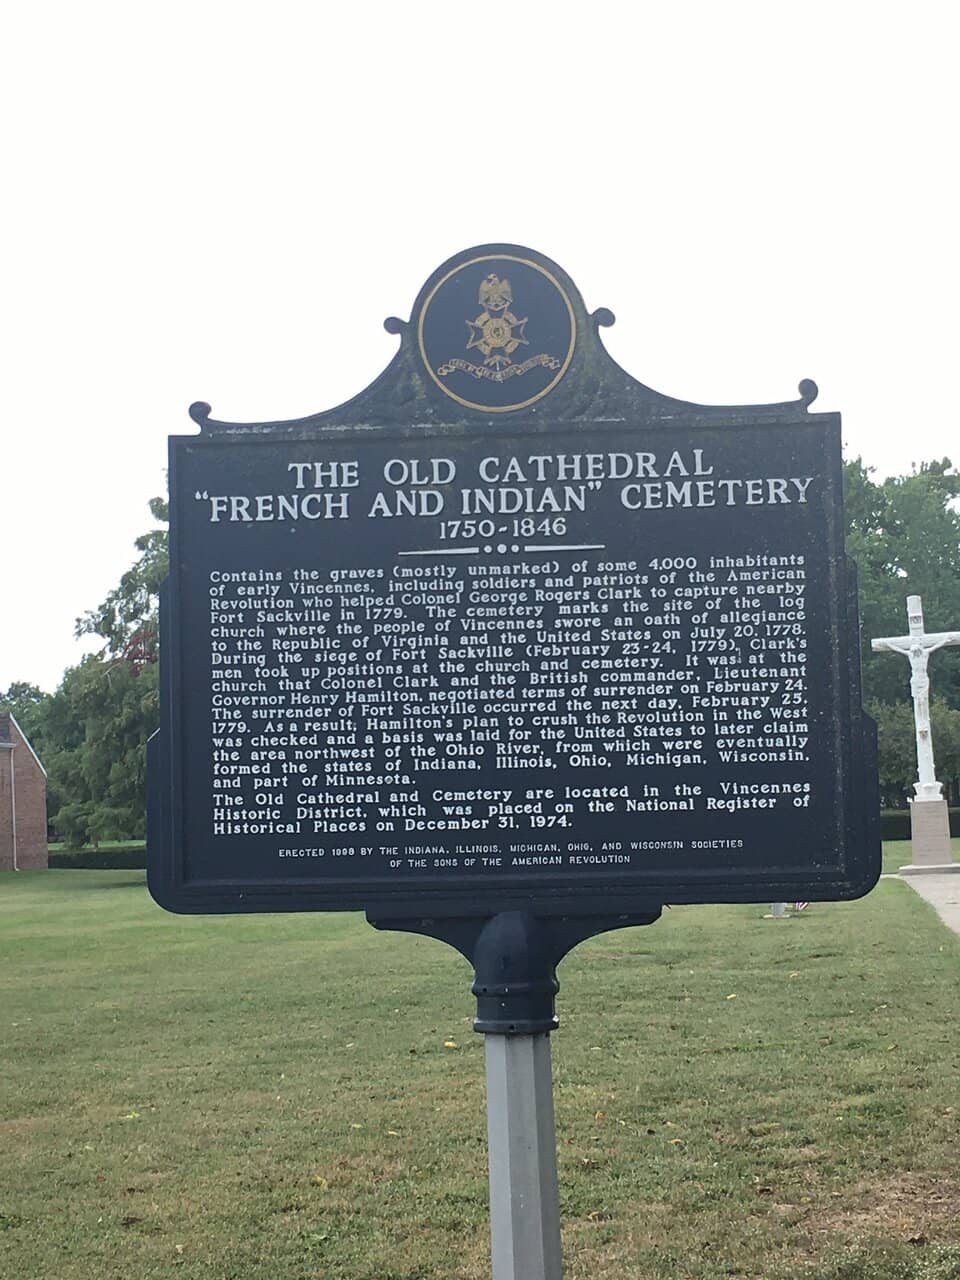 THE OLD CATHEDRAL
"FRENCH AND INDIAN" CEMETERY
1750-1846
Contains the graves (mostly unmarked) of some 4,000 inhabitants
of early Vincennes, including soldiers and patriots of the American
Revolution who helped Colonel George Rogers Clark to capture nearby
Fort Sackville in 1779. The cemetery marks the site of the log
church where the people of Vincennes swore an oath of allegiance
to the Republic of Virginia and the United States on July 20, 1778.
During the siege of Fort Sackville (February 23-24, 1779), Clark's
men took up positions at the church and cemetery. It was at the
church that Colonel Clark and the British commander, Lieutenant
Governor Henry Hamilton, negotiated terms of surrender on February 24.
The surrender of Fort Sackville occurred the next day, February 25,
1779. As a result, Hamilton's plan to crush the Revolution in the West
was checked and a basis was laid for the United States to later claim
the area northwest of the Ohio River, from which were eventually
formed the states of Indiana, Illinois, Ohio, Michigan, Wisconsin,
and part of Minnesota.
The Old Cathedral and Cemetery are located in the Vincennes
Historic District, which was placed on the National Register of
Historical Places on December 31, 1974.
ERECTED 1998 BY THE INDIANA, ILLINOIS, MICHIGAN, OHIO, AND WISCONSIN SOCIETIES
OF THE SONS OF THE AMERICAN REVOLUTION